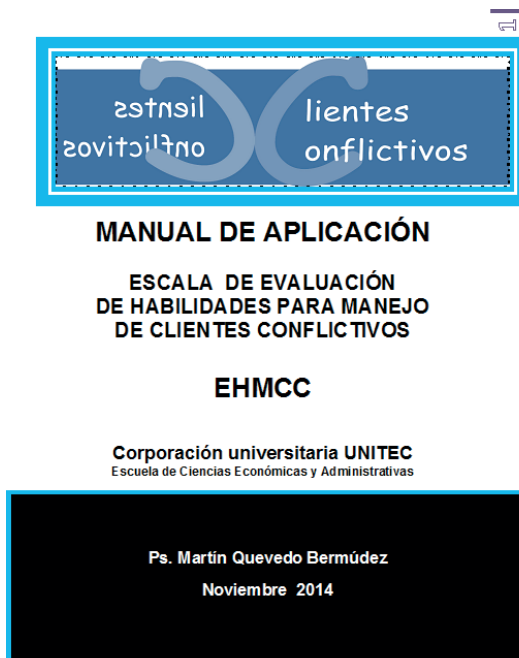 1
lientes lientes
onflictivos onflictivos
MANUAL DE APLICACIÓN
ESCALA DE EVALUACIÓN
DE HABILIDADES PARA MANEJO
DE CLIENTES CONFLICTIVOS
EHMCC
Corporación universitaria UNITEC
Escuela de Ciencias Económicas y Administrativas
Ps. Martín Quevedo Bermúdez
Noviembre 2014